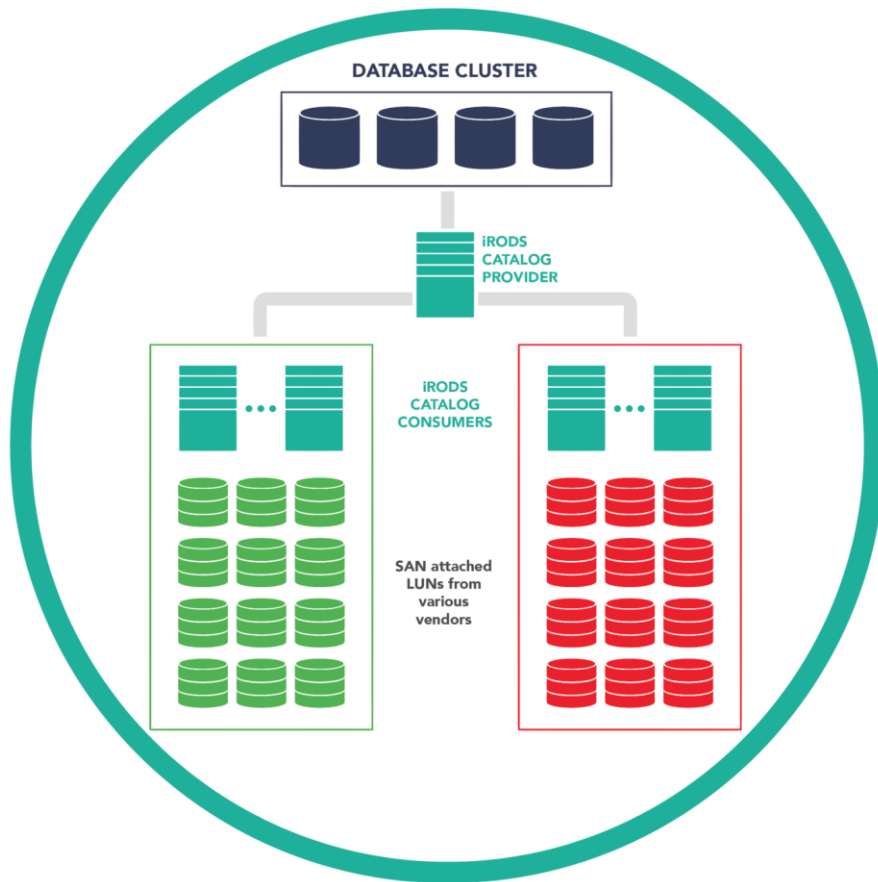 DATABASE CLUSTER
iRODS
CATALOG
PROVIDER
iRODS
CATALOG
CONSUMERS
SAN attached
LUNs from
various
vendors